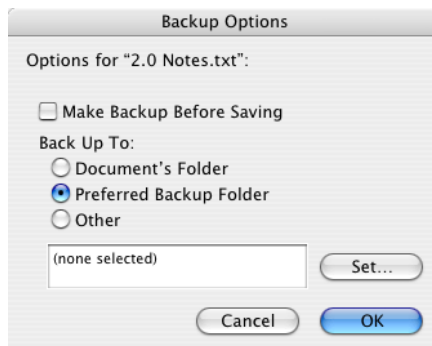 Backup Options
Options for “2.0 Notes.txt”:
Make Backup Before Saving
Back Up To:
Document’s Folder
Preferred Backup Folder
Other
(none selected)
Set...
Cancel
OK